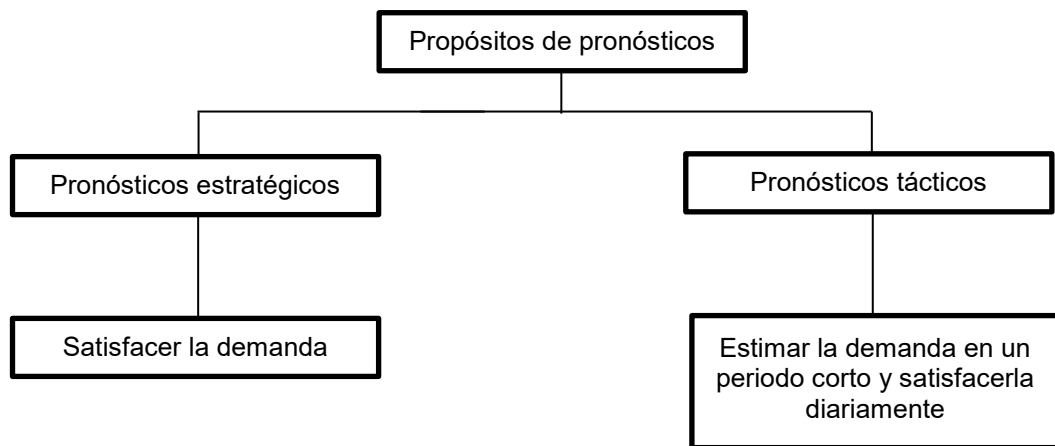 Propósitos de pronósticos
Pronósticos estratégicos
Pronósticos tácticos
Satisfacer la demanda
Estimar la demanda en un
periodo corto y satisfacerla
diariamente